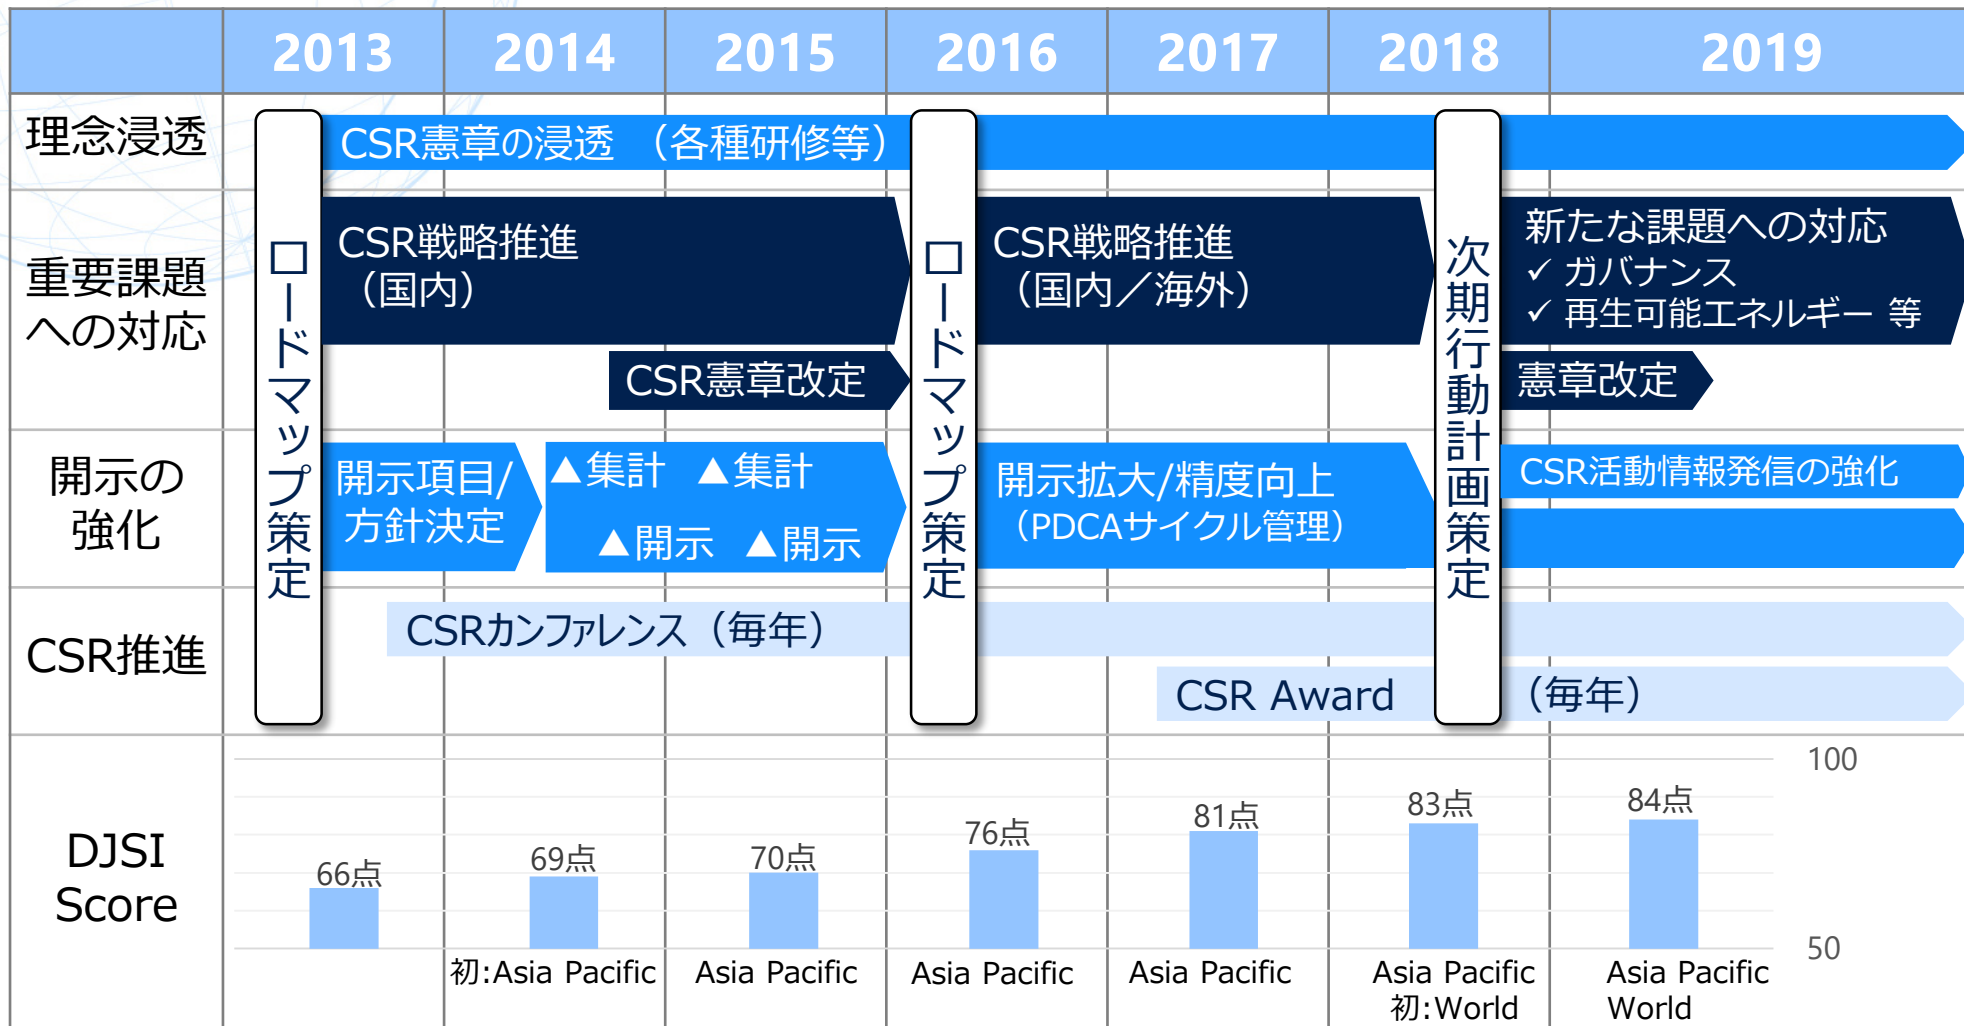 2013 2014 2015 2016 2017 2018 2019
理念浸透
CSR憲章の浸透 （各種研修等）
ロードマップ策定
ロードマップ策定
次期行動計画策定
重要課題
への対応
CSR戦略推進
（国内）
CSR戦略推進
（国内／海外）
新たな課題への対応
✓ ガバナンス
✓ 再生可能エネルギー 等
CSR憲章改定
憲章改定
開示の
強化
開示項目/
方針決定
▲集計 ▲集計
▲開示 ▲開示
開示拡大/精度向上
（PDCAサイクル管理）
CSR活動情報発信の強化
CSR推進
CSRカンファレンス（毎年）
CSR Award （毎年）
DJSI
Score
100
50
66点
69点
70点
76点
81点
83点
84点
初:Asia Pacific
Asia Pacific
Asia Pacific
Asia Pacific
Asia Pacific
初:World
Asia Pacific
World